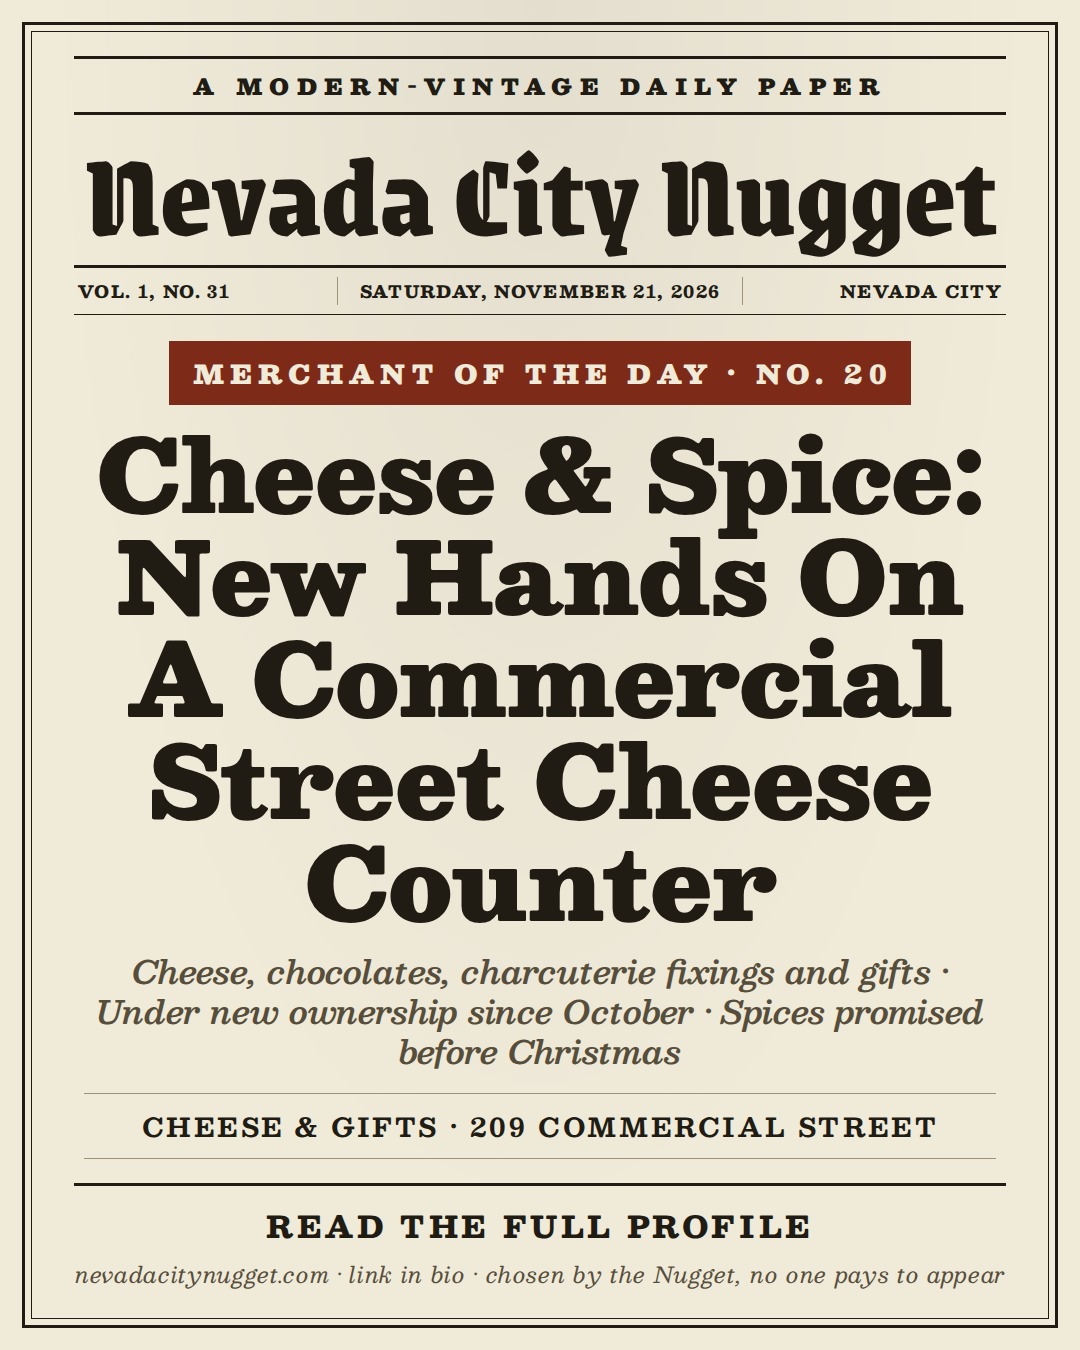 A MODERN-VINTAGE DAILY PAPER
Nevada City Nugget
VOL. 1, NO. 31 SATURDAY, NOVEMBER 21, 2026 NEVADA CITY
MERCHANT OF THE DAY · NO. 20
Cheese & Spice:
New Hands On
A Commercial
Street Cheese
Counter
Cheese, chocolates, charcuterie fixings and gifts ·
Under new ownership since October · Spices promised
before Christmas
CHEESE & GIFTS · 209 COMMERCIAL STREET
READ THE FULL PROFILE
nevadacitynugget.com · link in bio · chosen by the Nugget, no one pays to appear